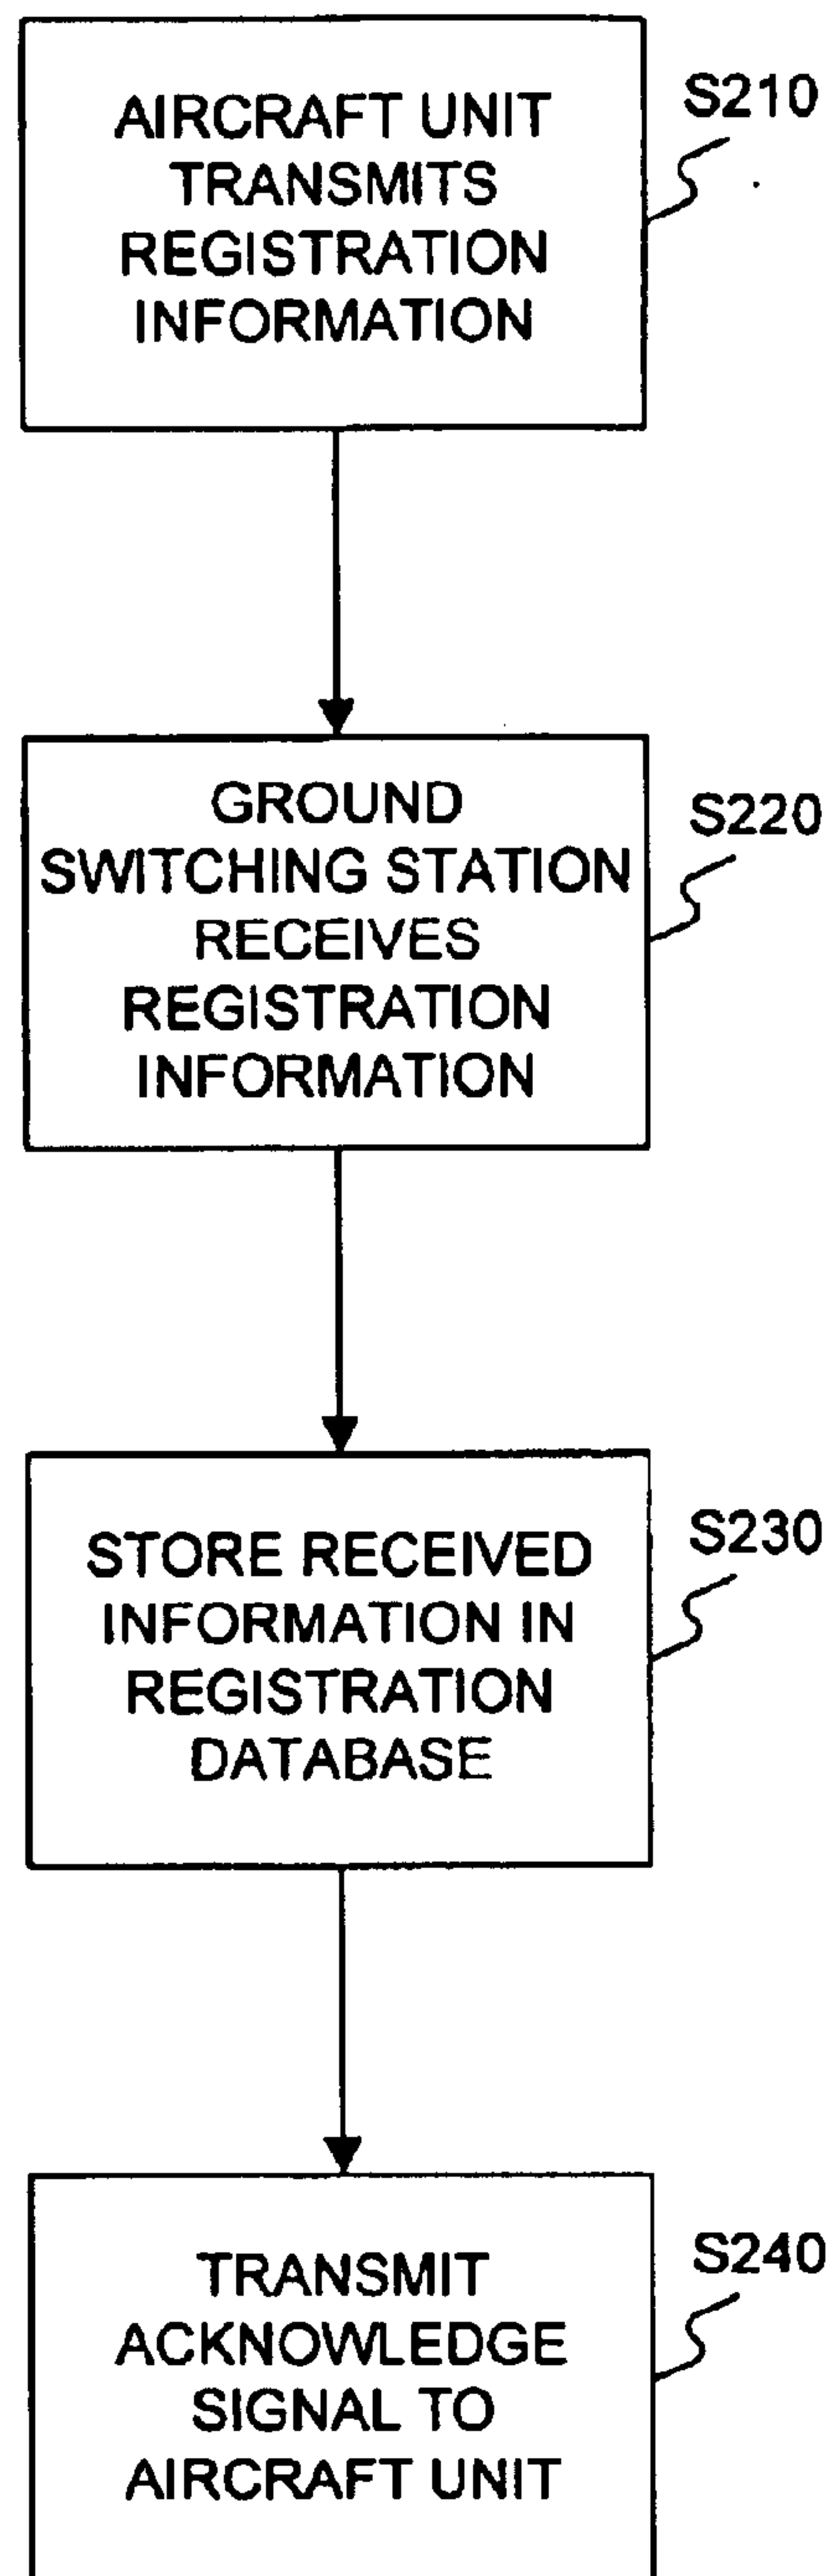 AIRCRAFT UNIT
TRANSMITS
REGISTRATION
INFORMATION
S210
GROUND
SWITCHING STATION
RECEIVES
REGISTRATION
INFORMATION
S220
STORE RECEIVED
INFORMATION IN
REGISTRATION
DATABASE
S230
TRANSMIT
ACKNOWLEDGE
SIGNAL TO
AIRCRAFT UNIT
S240